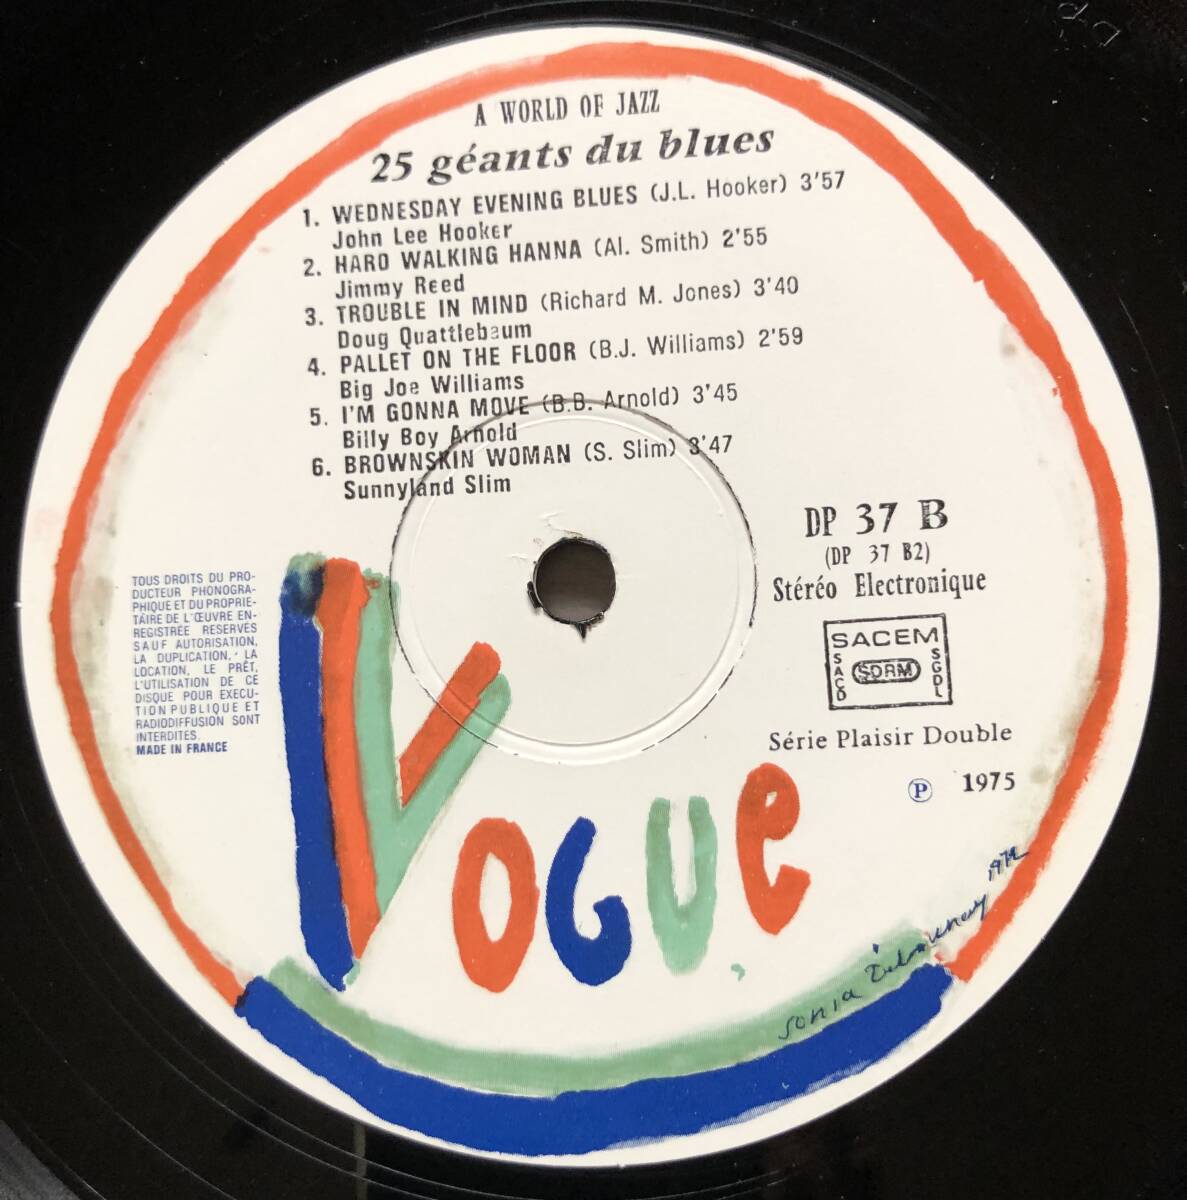 A WORLD OF JAZZ
25 géants du blues
1. WEDNESDAY EVENING BLUES (J.L. Hooker) 3'57
John Lee Hooker
2. HARD WALKING HANNA (Al. Smith) 2'55
Jimmy Reed
3. TROUBLE IN MIND (Richard M. Jones) 3'40
Doug Quattlebaum
4. PALLET ON THE FLOOR (B.J. Williams) 2'59
Big Joe Williams
5. I'M GONNA MOVE (B.B. Arnold) 3'45
Billy Boy Arnold
6. BROWNSKIN WOMAN (S. Slim) 3'47
Sunnyland Slim
DP 37 B
(DP 37 B2)
Stéréo Electronique
SACEM
SACD
SDRM
SGDL
Série Plaisir Double
℗ 1975
TOUS DROITS DU PRO-
DUCTEUR PHONOGRA-
PHIQUE ET DU PROPRIE-
TAIRE DE L'ŒUVRE EN-
REGISTRÉE RESERVES
SAUF AUTORISATION,
LA DUPLICATION, LA
LOCATION, LE PRÊT,
L'UTILISATION DE CE
DISQUE POUR EXECU-
TION PUBLIQUE ET
RADIODIFFUSION SONT
INTERDITES.
MADE IN FRANCE
VOGUE
sonia Delaunay 1972